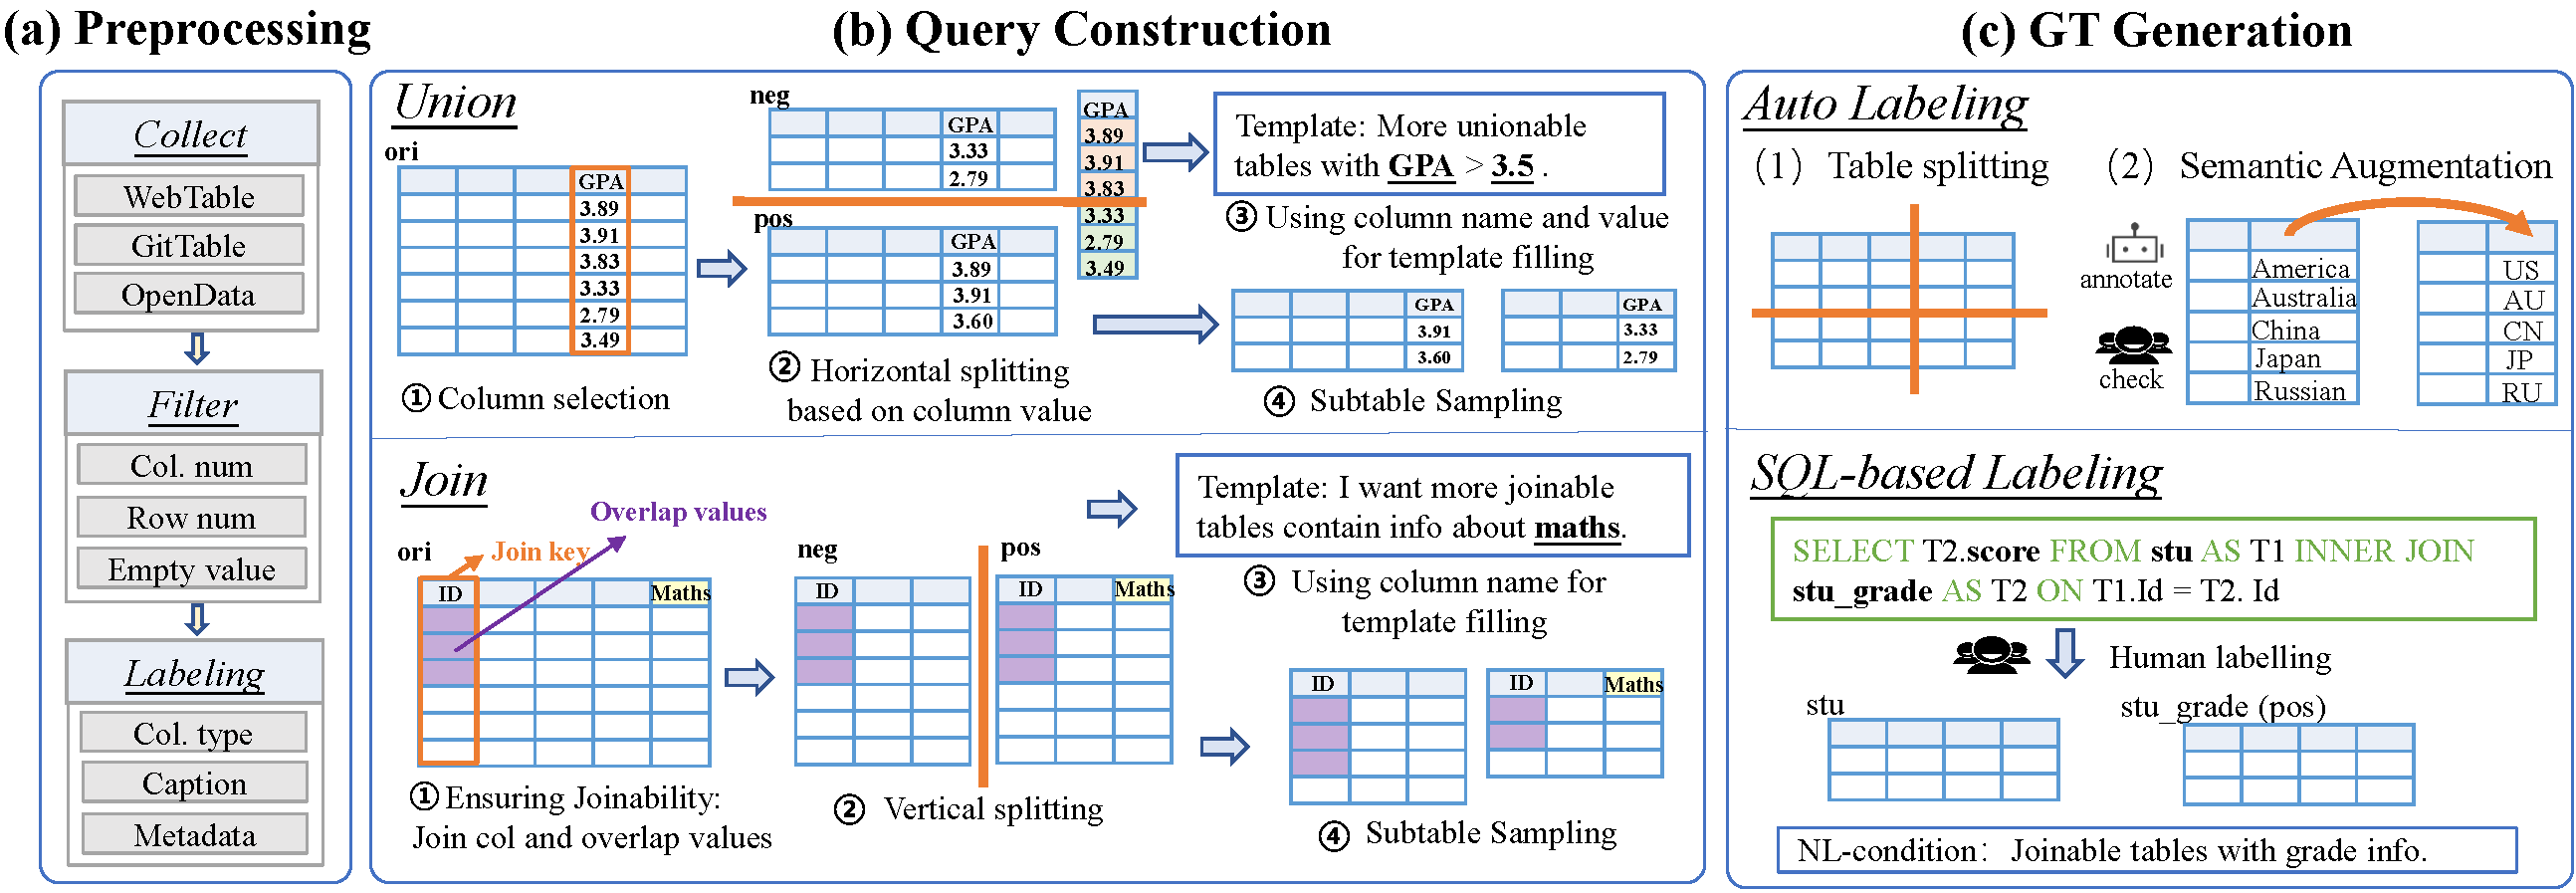 (a) Preprocessing
Collect
WebTable
GitTable
OpenData
Filter
Col. num
Row num
Empty value
Labeling
Col. type
Caption
Metadata
(b) Query Construction
Union
ori
GPA
3.89
3.91
3.83
3.33
2.79
3.49
① Column selection
neg
GPA
3.33
2.79
pos
GPA
3.89
3.91
3.60
② Horizontal splitting
based on column value
GPA
3.89
3.91
3.83
3.33
2.79
3.49
Template: More unionable
tables with GPA > 3.5 .
③ Using column name and value
for template filling
GPA
3.91
3.60
GPA
3.33
2.79
④ Subtable Sampling
Join
Overlap values
ori
Join key
ID
Maths
① Ensuring Joinability:
Join col and overlap values
neg
ID
pos
ID
Maths
② Vertical splitting
Template: I want more joinable
tables contain info about maths.
③ Using column name for
template filling
ID
ID
Maths
④ Subtable Sampling
(c) GT Generation
Auto Labeling
（1） Table splitting
（2） Semantic Augmentation
annotate
check
America
Australia
China
Japan
Russian
US
AU
CN
JP
RU
SQL-based Labeling
SELECT T2.score FROM stu AS T1 INNER JOIN
stu_grade AS T2 ON T1.Id = T2. Id
Human labelling
stu
stu_grade (pos)
NL-condition： Joinable tables with grade info.